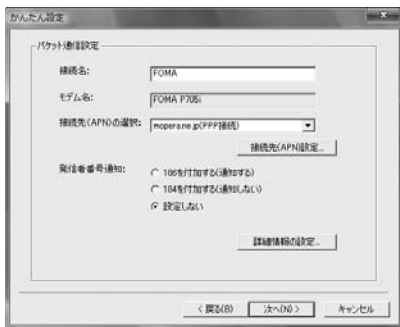 かんたん設定
パケット通信設定
接続名: FOMA
モデム名: FOMA P705i
接続先(APN)の選択: mopera.ne.jp(PPP接続)
接続先(APN)設定...
発信者番号通知: 186を付加する(通知する)
184を付加する(通知しない)
設定しない
詳細情報の設定...
< 戻る(B) 次へ(N) > キャンセル